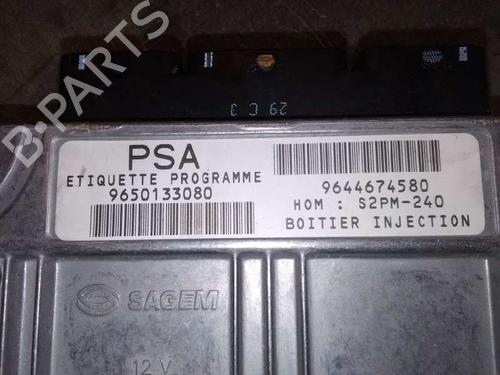 29 C 3
PSA
ETIQUETTE PROGRAMME
9650133080
9644674580
HOM : S2PM-240
BOITIER INJECTION
SAGEM
12 V
B-PARTS